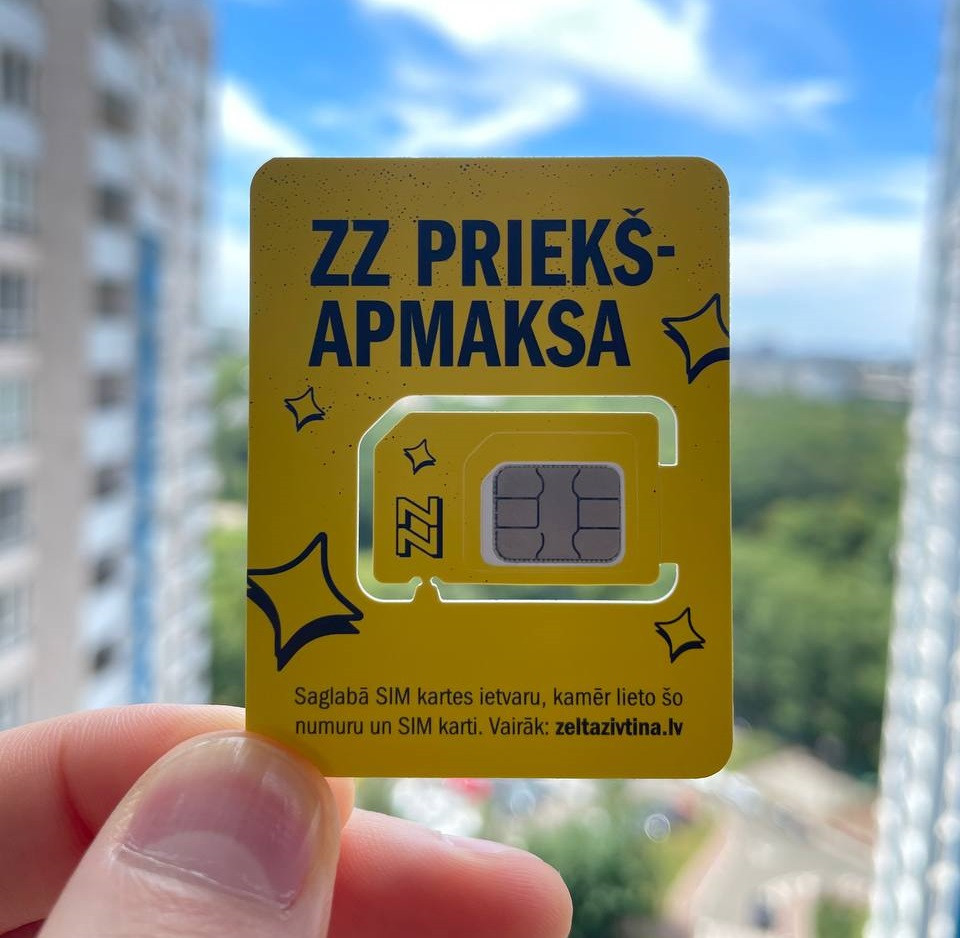 ZZ PRIEKŠ-
APMAKSA
ZZ
Saglabā SIM kartes ietvaru, kamēr lieto šo
numuru un SIM karti. Vairāk: zeltazivtina.lv